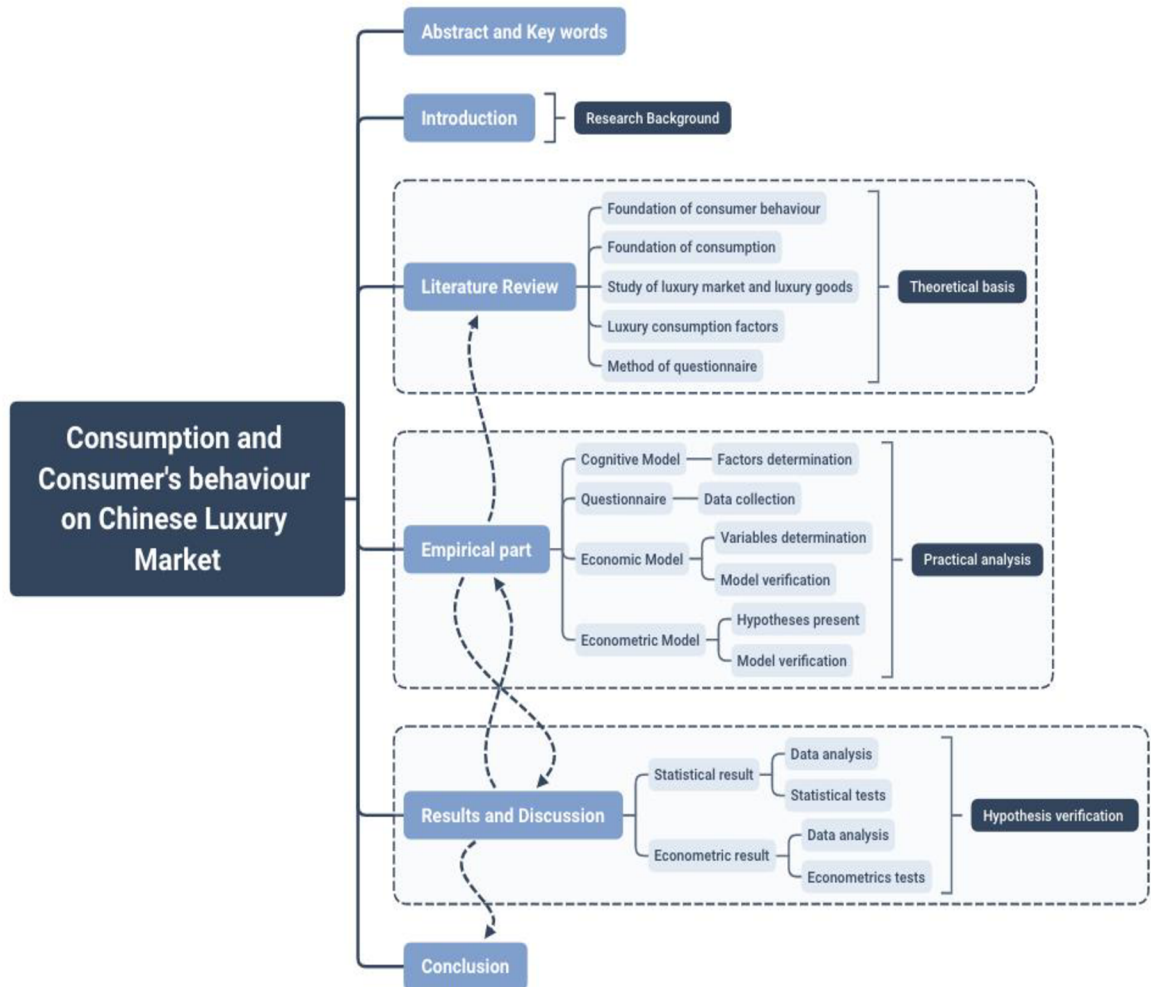 Abstract and Key words
Introduction
Research Background
Foundation of consumer behaviour
Foundation of consumption
Literature Review
Study of luxury market and luxury goods
Theoretical basis
Luxury consumption factors
Method of questionnaire
Consumption and
Consumer's behaviour
on Chinese Luxury
Market
Cognitive Model
Factors determination
Questionnaire
Data collection
Empirical part
Economic Model
Variables determination
Model verification
Practical analysis
Econometric Model
Hypotheses present
Model verification
Results and Discussion
Statistical result
Data analysis
Statistical tests
Hypothesis verification
Econometric result
Data analysis
Econometrics tests
Conclusion